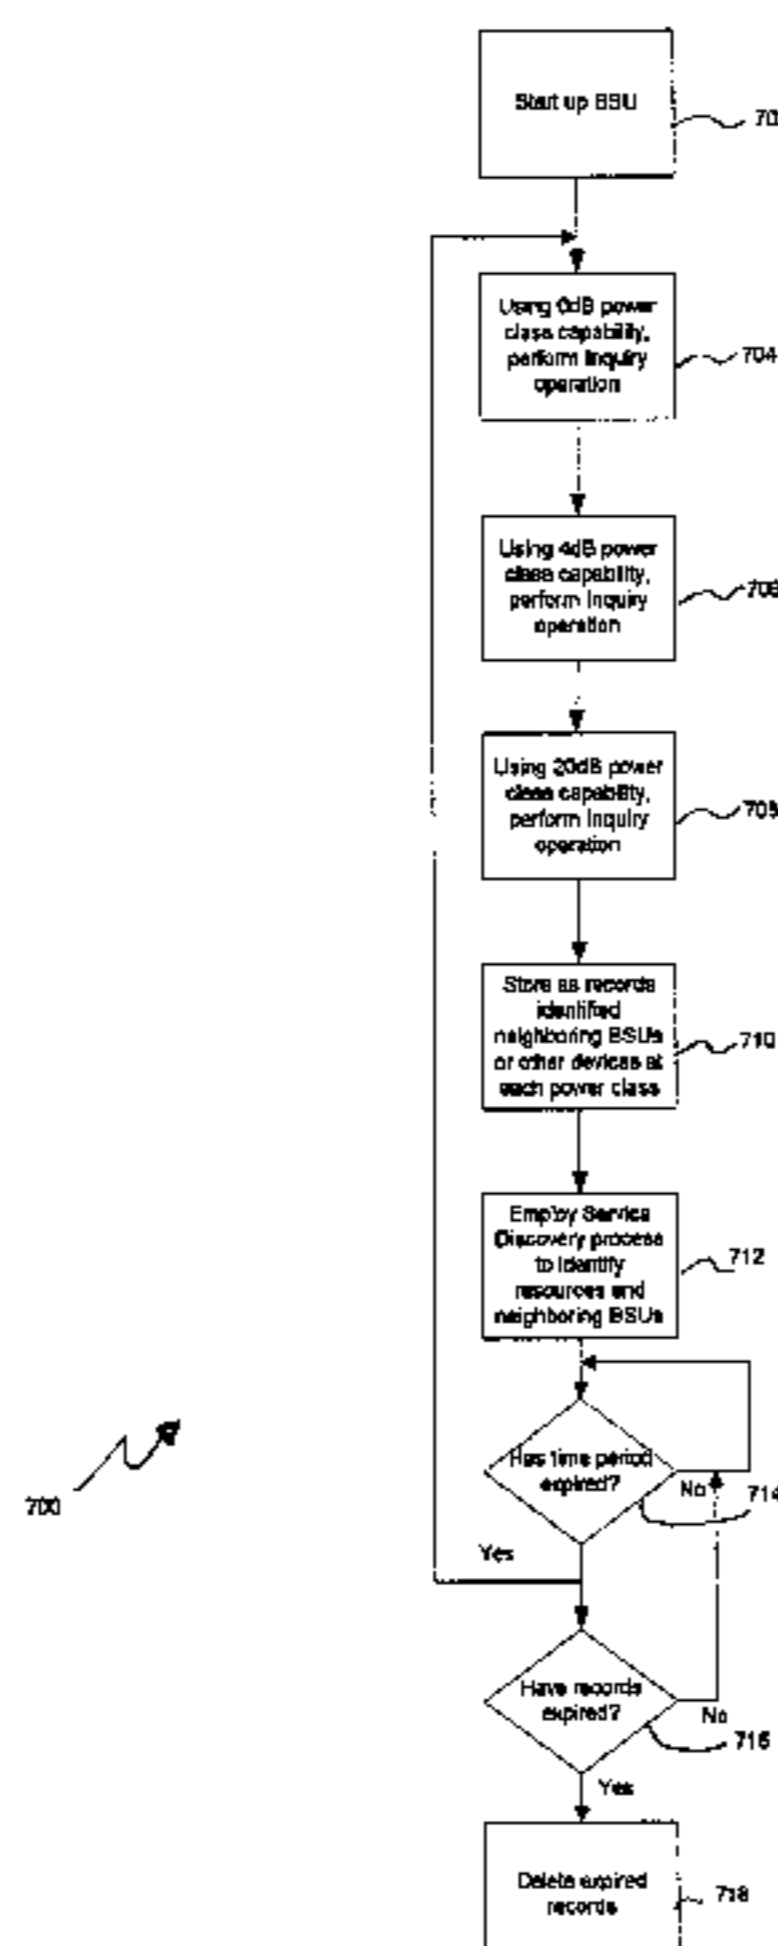 Start up BSU
70
Using 0dB power
class capability,
perform Inquiry
operation
704
Using 4dB power
class capability,
perform Inquiry
operation
706
Using 20dB power
class capability,
perform Inquiry
operation
708
Store as records
identified
neighboring BSUs
or other devices at
each power class
710
Employ Service
Discovery process
to identify
resources and
neighboring BSUs
712
Has time period
expired?
No
714
700
Yes
Have records
expired?
No
716
Yes
Delete expired
records
718